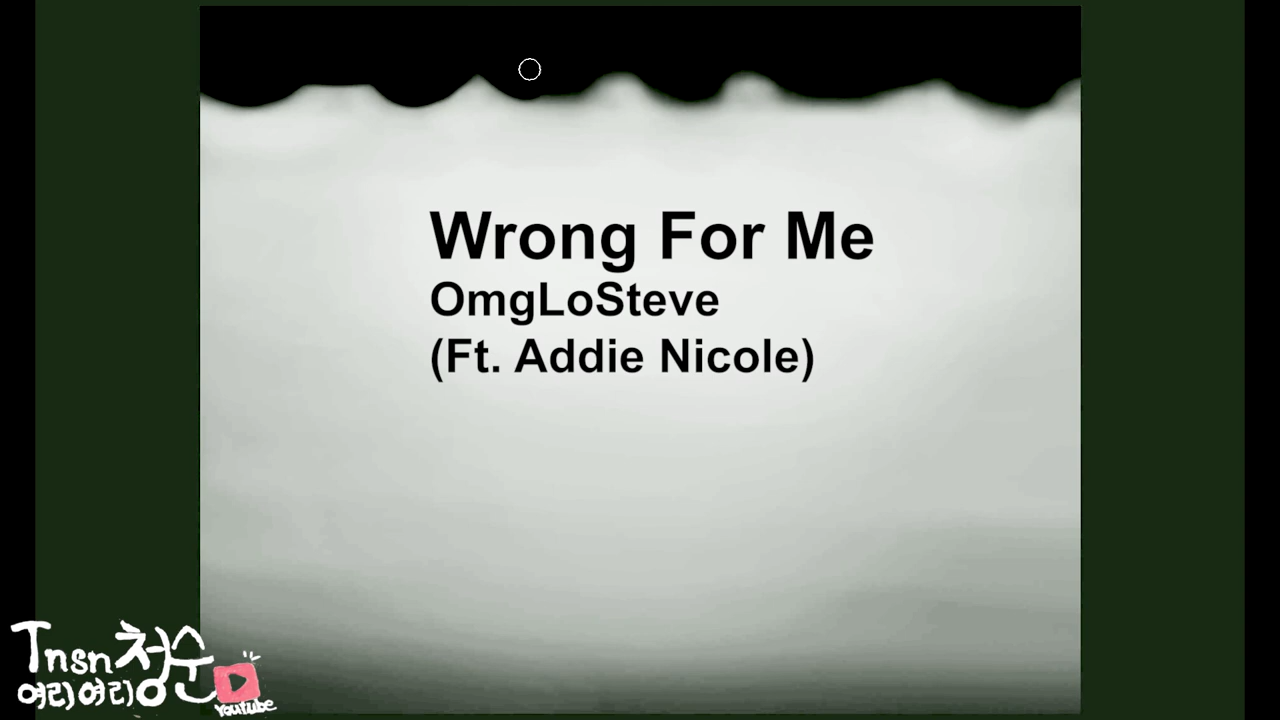 Wrong For Me
OmgLoSteve
(Ft. Addie Nicole)
Tnsn청순
여리여리
YouTube